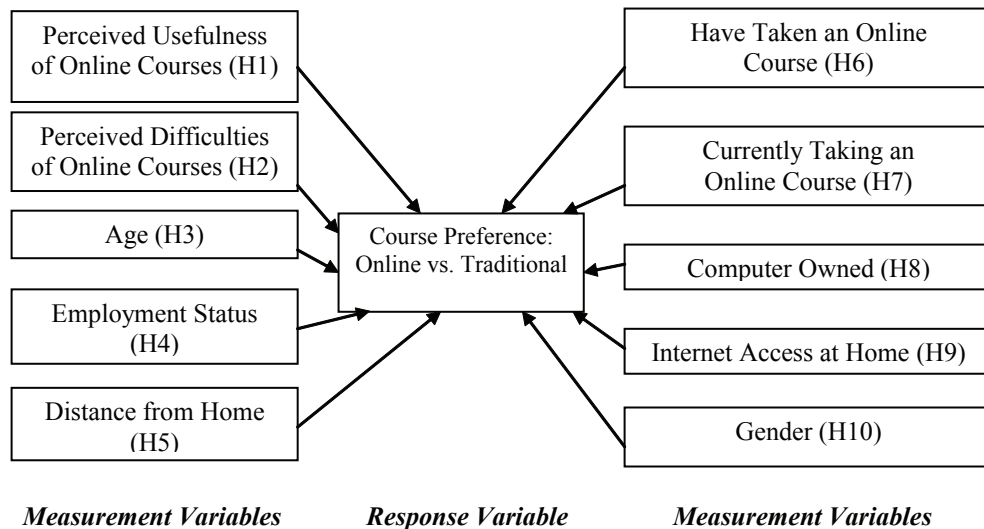 Perceived Usefulness
of Online Courses (H1)
Perceived Difficulties
of Online Courses (H2)
Age (H3)
Employment Status
(H4)
Distance from Home
(H5)
Course Preference:
Online vs. Traditional
Have Taken an Online
Course (H6)
Currently Taking an
Online Course (H7)
Computer Owned (H8)
Internet Access at Home (H9)
Gender (H10)
Measurement Variables Response Variable Measurement Variables